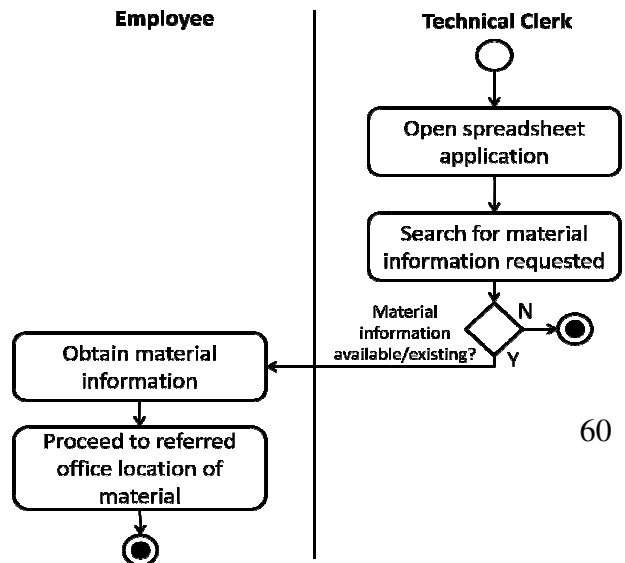 Employee
Technical Clerk
Open spreadsheet
application
Search for material
information requested
Material
information
available/existing?
N
Y
Obtain material
information
Proceed to referred
office location of
material
60